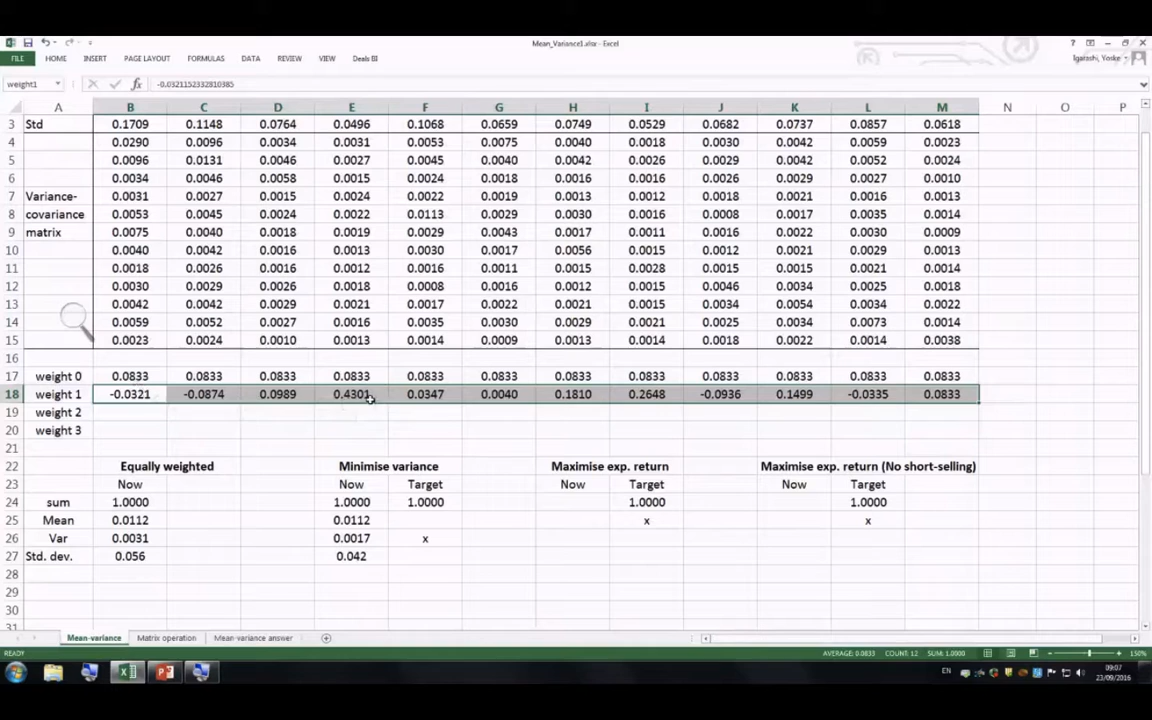 Mean_Variance1.xlsx - Excel
FILE HOME INSERT PAGE LAYOUT FORMULAS DATA REVIEW VIEW Deals BI Igarashi, Yoske
weight1 fx -0.0321152332810385
A B C D E F G H I J K L M N O P
3 Std 0.1709 0.1148 0.0764 0.0496 0.1068 0.0659 0.0749 0.0529 0.0682 0.0737 0.0857 0.0618
4 0.0290 0.0096 0.0034 0.0031 0.0053 0.0075 0.0040 0.0018 0.0030 0.0042 0.0059 0.0023
5 0.0096 0.0131 0.0046 0.0027 0.0045 0.0040 0.0042 0.0026 0.0029 0.0042 0.0052 0.0024
6 0.0034 0.0046 0.0058 0.0015 0.0024 0.0018 0.0016 0.0016 0.0026 0.0029 0.0027 0.0010
7 Variance- 0.0031 0.0027 0.0015 0.0024 0.0022 0.0019 0.0013 0.0012 0.0018 0.0021 0.0016 0.0013
8 covariance 0.0053 0.0045 0.0024 0.0022 0.0113 0.0029 0.0030 0.0016 0.0008 0.0017 0.0035 0.0014
9 matrix 0.0075 0.0040 0.0018 0.0019 0.0029 0.0043 0.0017 0.0011 0.0016 0.0022 0.0030 0.0009
10 0.0040 0.0042 0.0016 0.0013 0.0030 0.0017 0.0056 0.0015 0.0012 0.0021 0.0029 0.0013
11 0.0018 0.0026 0.0016 0.0012 0.0016 0.0011 0.0015 0.0028 0.0015 0.0015 0.0021 0.0014
12 0.0030 0.0029 0.0026 0.0018 0.0008 0.0016 0.0012 0.0015 0.0046 0.0034 0.0025 0.0018
13 0.0042 0.0042 0.0029 0.0021 0.0017 0.0022 0.0021 0.0015 0.0034 0.0054 0.0034 0.0022
14 0.0059 0.0052 0.0027 0.0016 0.0035 0.0030 0.0029 0.0021 0.0025 0.0034 0.0073 0.0014
15 0.0023 0.0024 0.0010 0.0013 0.0014 0.0009 0.0013 0.0014 0.0018 0.0022 0.0014 0.0038
16
17 weight 0 0.0833 0.0833 0.0833 0.0833 0.0833 0.0833 0.0833 0.0833 0.0833 0.0833 0.0833 0.0833
18 weight 1 -0.0321 -0.0874 0.0989 0.4301 0.0347 0.0040 0.1810 0.2648 -0.0936 0.1499 -0.0335 0.0833
19 weight 2
20 weight 3
21
22 Equally weighted Minimise variance Maximise exp. return Maximise exp. return (No short-selling)
23 Now Now Target Now Target Now Target
24 sum 1.0000 1.0000 1.0000 1.0000 1.0000
25 Mean 0.0112 0.0112 x x
26 Var 0.0031 0.0017 x
27 Std. dev. 0.056 0.042
28
29
30
31
Mean-variance Matrix operation Mean-variance answer
READY AVERAGE: 0.0833 COUNT: 12 SUM: 1.0000 150%
EN 09:07
23/09/2016